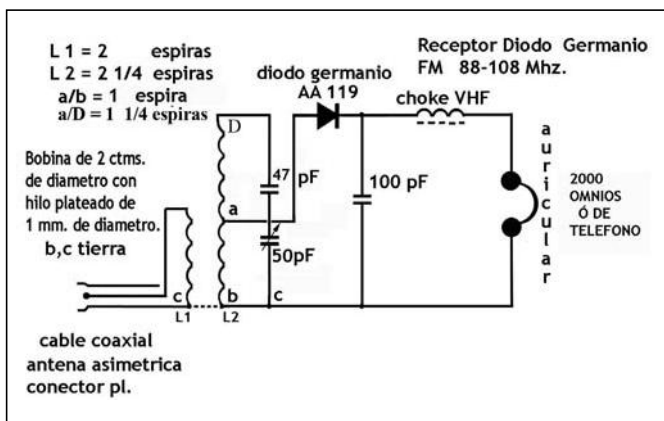 L 1 = 2 espiras
L 2 = 2 1/4 espiras
a/b = 1 espira
a/D = 1 1/4 espiras
Receptor Diodo Germanio
FM 88-108 Mhz.
diodo germanio
AA 119
choke VHF
Bobina de 2 ctms.
de diametro con
hilo plateado de
1 mm. de diametro.
b,c tierra
D
47 pF
a
50pF
100 pF
auricular
2000
OMNIOS
Ó DE
TELEFONO
c
b
c
L1
L2
cable coaxial
antena asimetrica
conector pl.